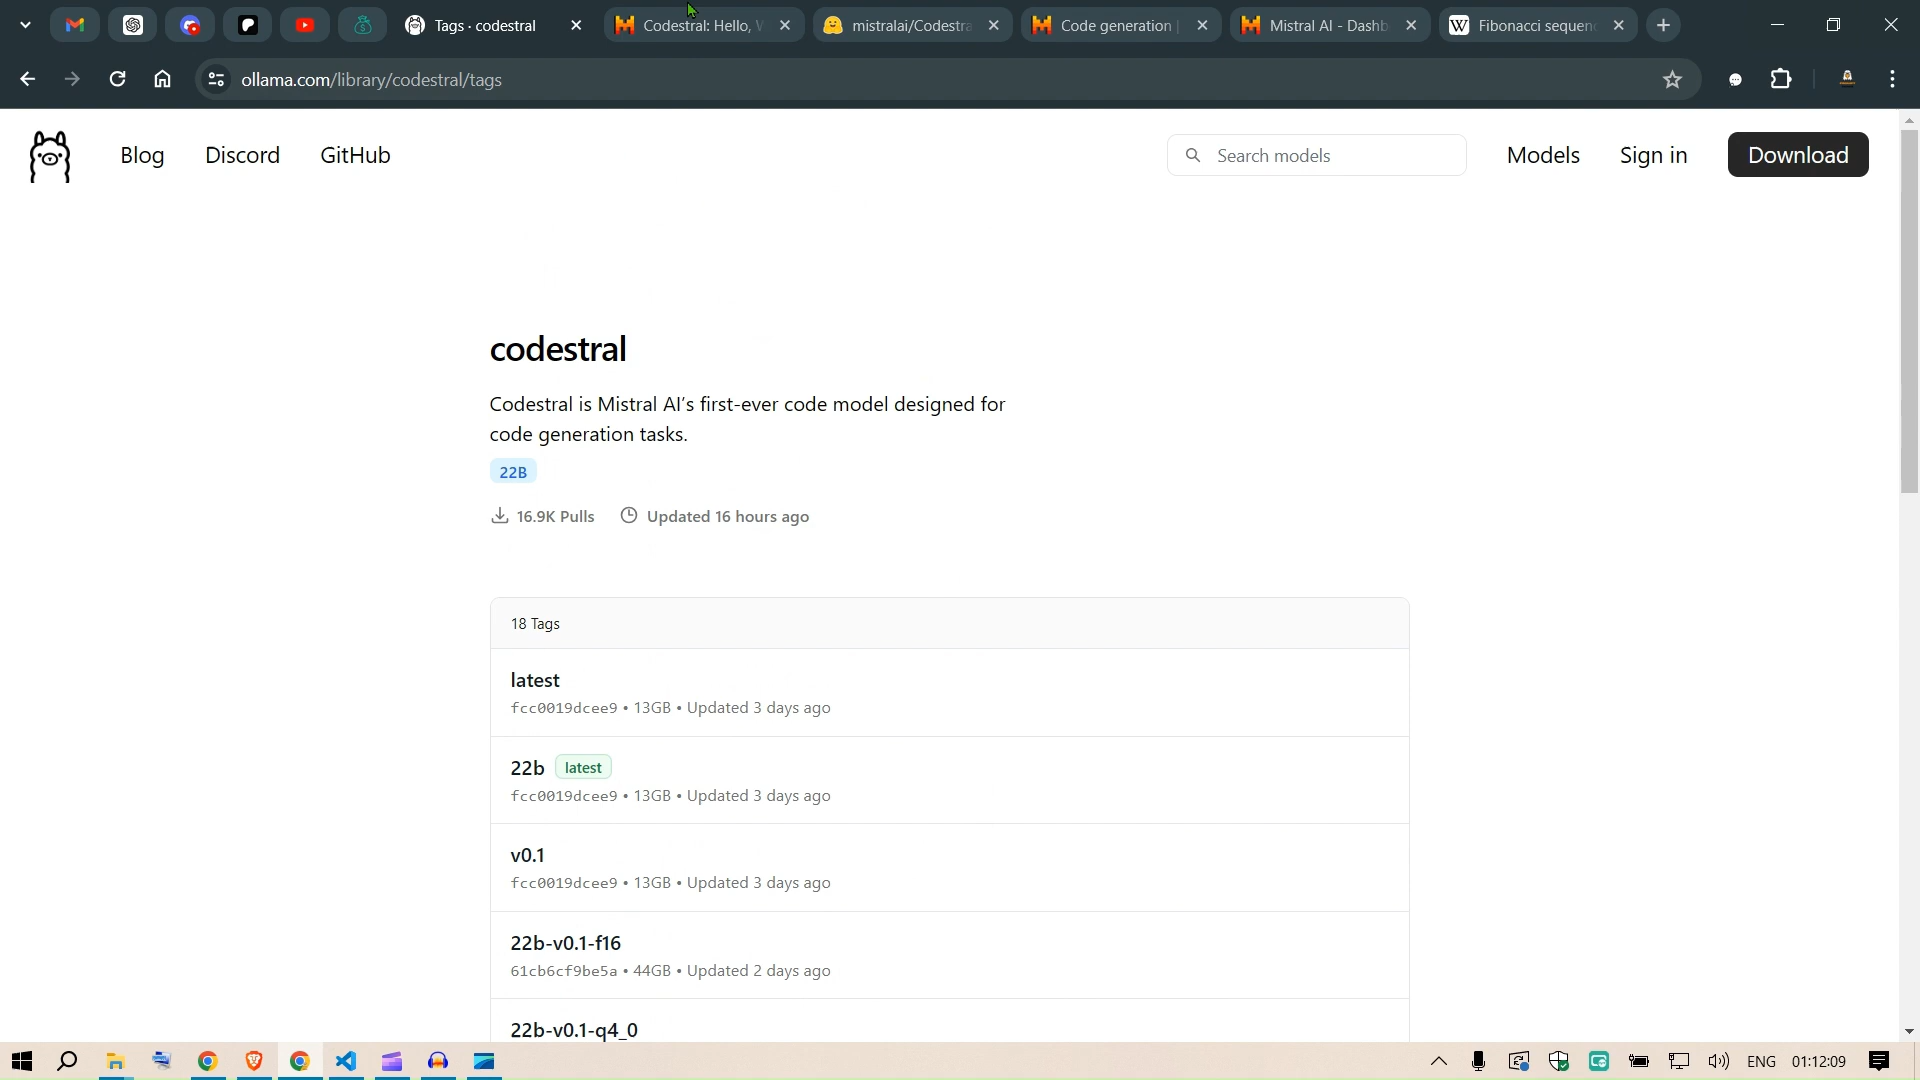 Tags · codestral
Codestral: Hello, W
mistralai/Codestra
Code generation |
Mistral AI - Dashb
Fibonacci sequen
ollama.com/library/codestral/tags
Blog
Discord
GitHub
Search models
Models
Sign in
Download
codestral
Codestral is Mistral AI’s first-ever code model designed for
code generation tasks.
22B
16.9K Pulls
Updated 16 hours ago
18 Tags
latest
fcc0019dcee9 • 13GB • Updated 3 days ago
22b latest
fcc0019dcee9 • 13GB • Updated 3 days ago
v0.1
fcc0019dcee9 • 13GB • Updated 3 days ago
22b-v0.1-f16
61cb6cf9be5a • 44GB • Updated 2 days ago
22b-v0.1-q4_0
ENG
01:12:09